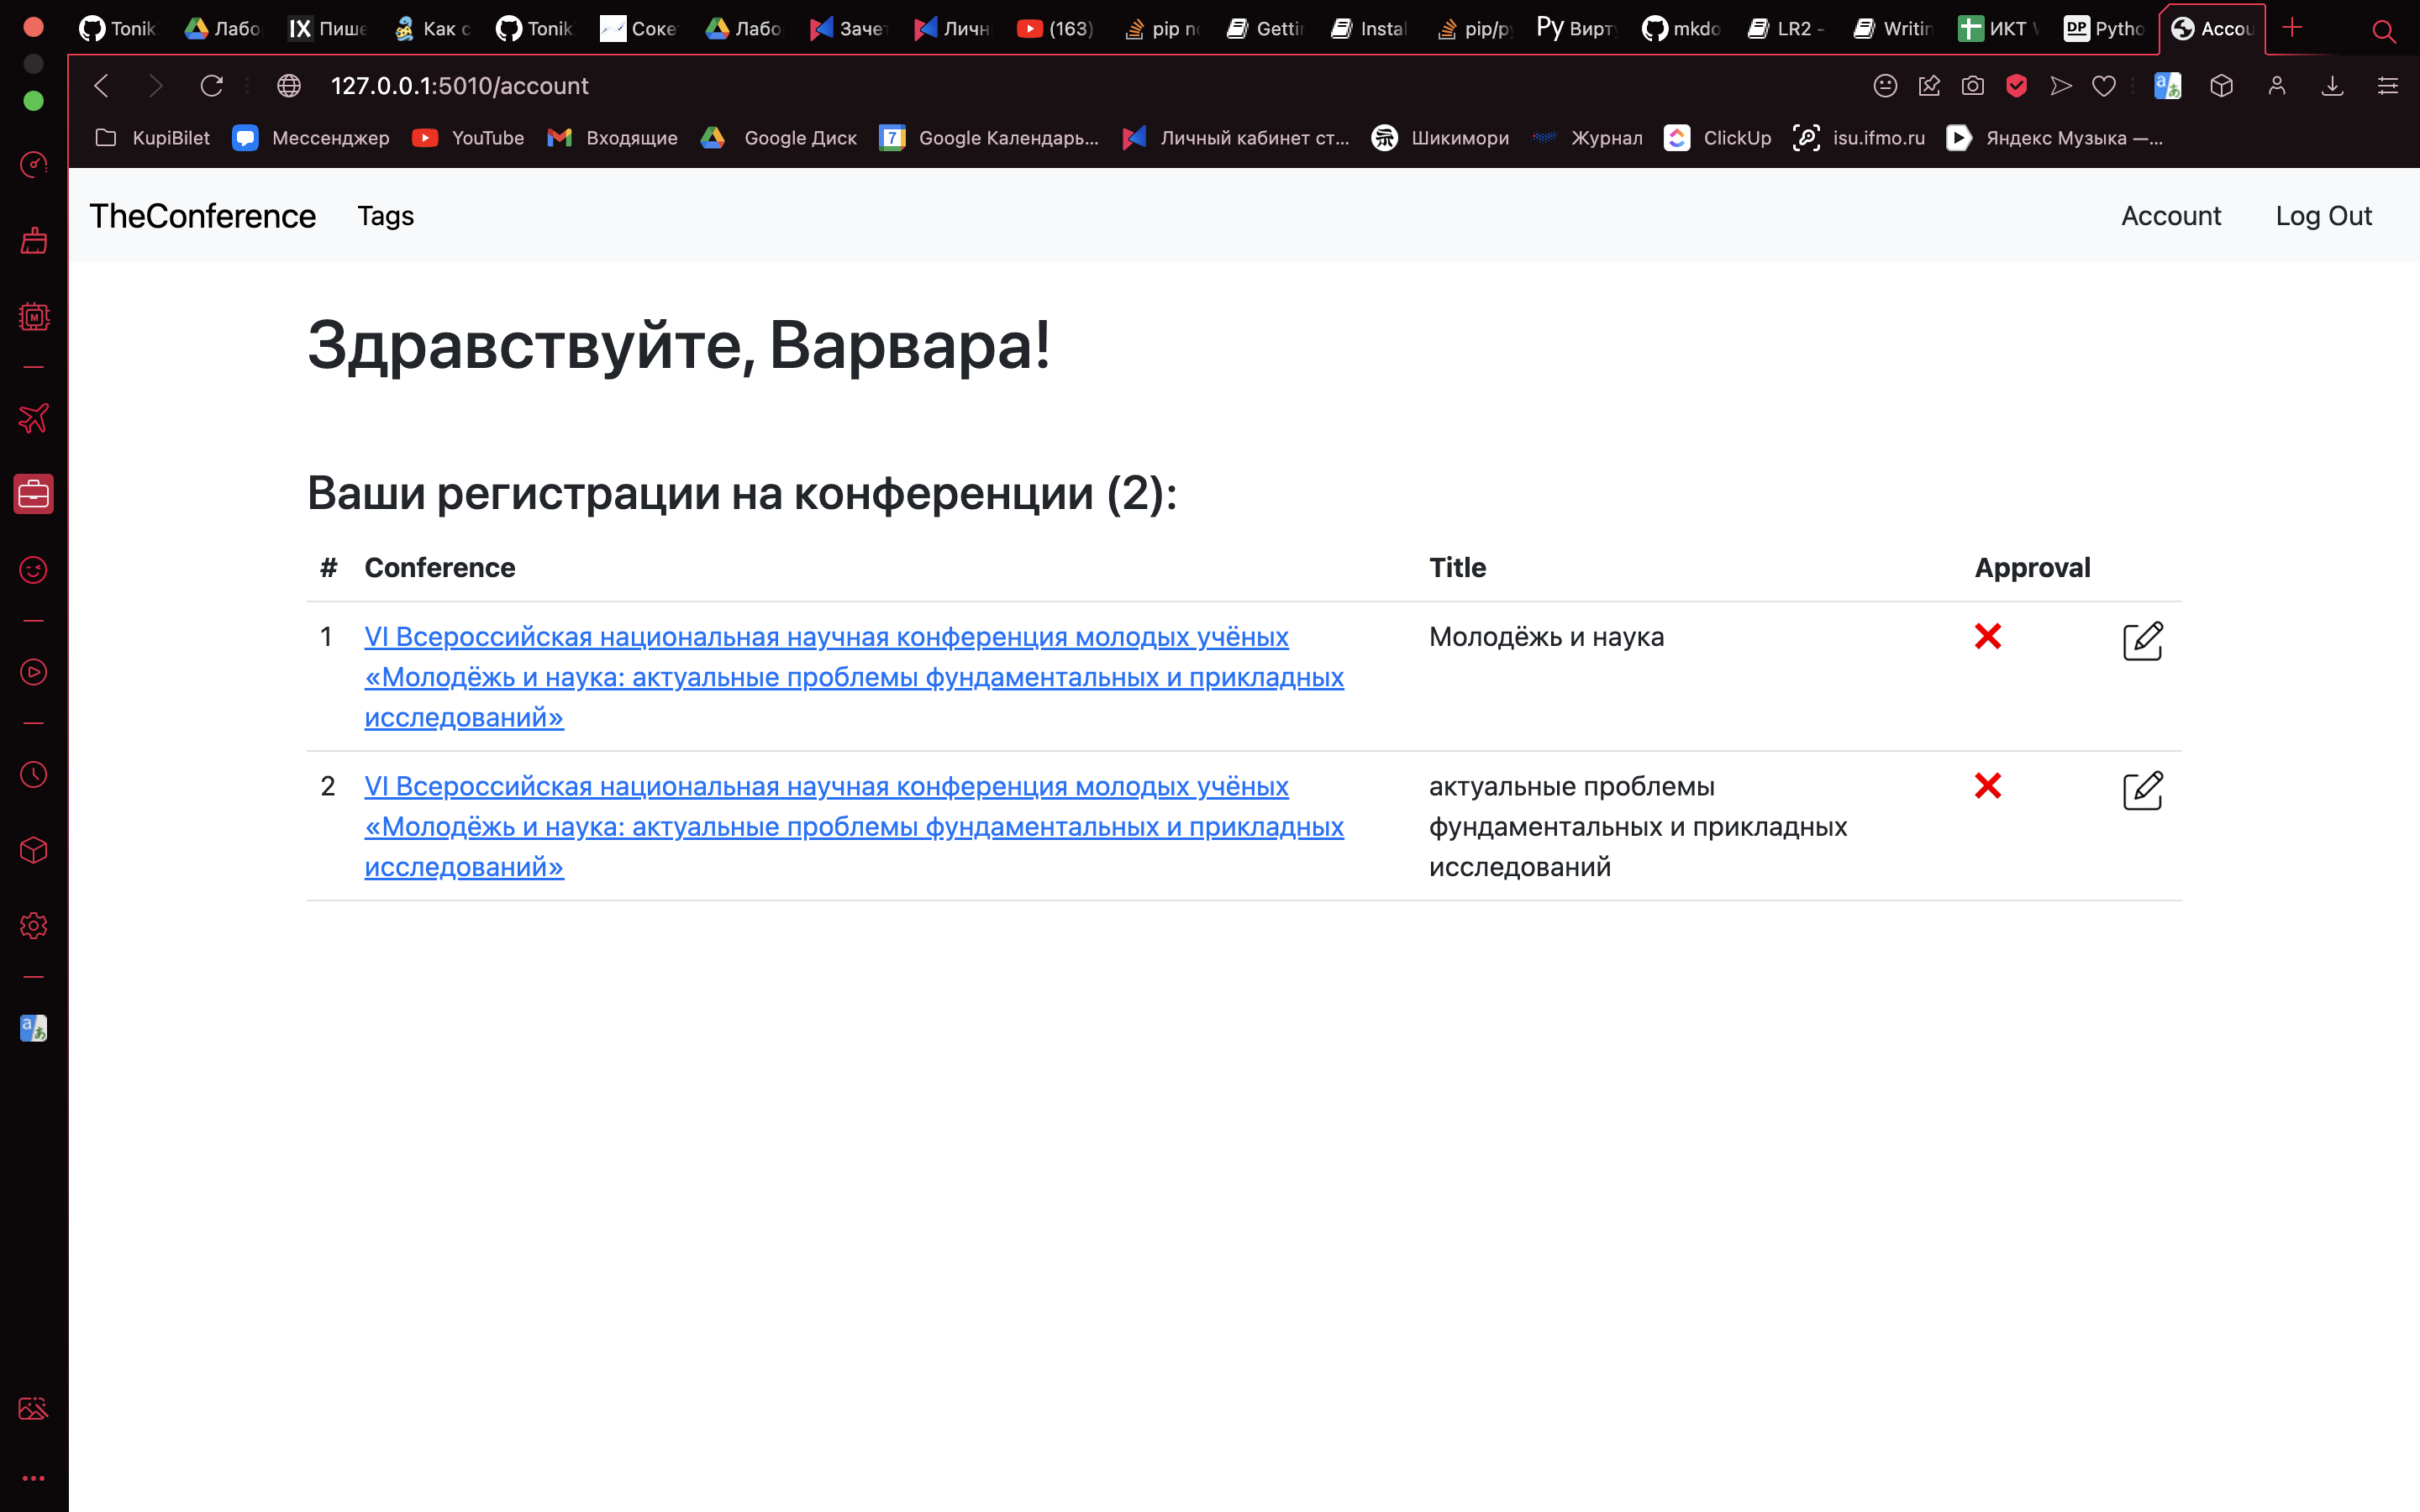 Tonik Лабо IX Пише Как с Tonik Соке Лабо Заче Личн (163) pip n Gettin Instal pip/p Py Вирт mkdo LR2 - Writin ИКТ DP Pytho Accou
127.0.0.1:5010/account
KupiBilet Мессенджер YouTube Входящие Google Диск 7 Google Календарь... Личный кабинет ст... Шикимори Журнал ClickUp isu.ifmo.ru Яндекс Музыка —...
TheConference Tags Account Log Out
Здравствуйте, Варвара!
Ваши регистрации на конференции (2):
# Conference Title Approval
1 VI Всероссийская национальная научная конференция молодых учёных Молодёжь и наука
«Молодёжь и наука: актуальные проблемы фундаментальных и прикладных
исследований»
2 VI Всероссийская национальная научная конференция молодых учёных актуальные проблемы
«Молодёжь и наука: актуальные проблемы фундаментальных и прикладных фундаментальных и прикладных
исследований» исследований